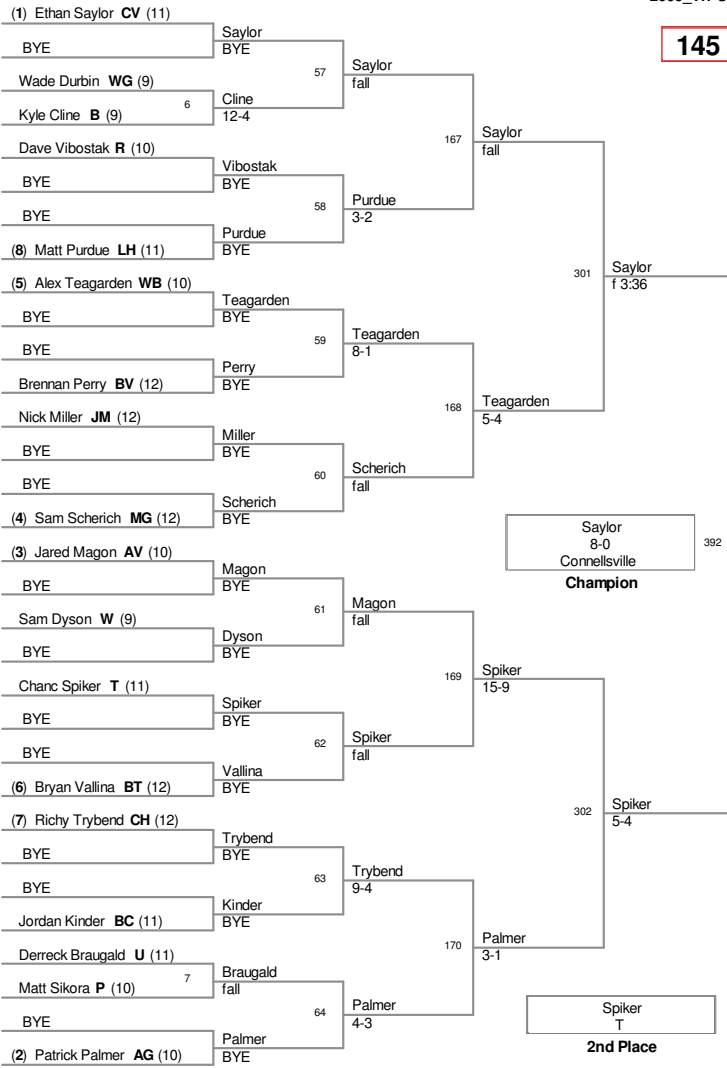 145
(1) Ethan Saylor CV (11)
BYE
Wade Durbin WG (9)
6
Kyle Cline B (9)
Dave Vibostak R (10)
BYE
BYE
(8) Matt Purdue LH (11)
(5) Alex Teagarden WB (10)
BYE
BYE
Brennan Perry BV (12)
Nick Miller JM (12)
BYE
BYE
(4) Sam Scherich MG (12)
(3) Jared Magon AV (10)
BYE
Sam Dyson W (9)
BYE
Chanc Spiker T (11)
BYE
BYE
(6) Bryan Vallina BT (12)
(7) Richy Trybend CH (12)
BYE
BYE
Jordan Kinder BC (11)
Derreck Braugald U (11)
7
Matt Sikora P (10)
BYE
(2) Patrick Palmer AG (10)
Saylor
BYE
57
Cline
12-4
Vibostak
BYE
58
Purdue
BYE
Teagarden
BYE
59
Perry
BYE
Miller
BYE
60
Scherich
BYE
Magon
BYE
61
Dyson
BYE
Spiker
BYE
62
Vallina
BYE
Trybend
BYE
63
Kinder
BYE
Braugald
fall
64
Palmer
BYE
Saylor
fall
167
Purdue
3-2
Teagarden
8-1
168
Scherich
fall
Magon
fall
169
Spiker
fall
Trybend
9-4
170
Palmer
4-3
Saylor
fall
301
Teagarden
5-4
Spiker
15-9
302
Palmer
3-1
Saylor
f 3:36
Spiker
5-4
Saylor
8-0
Connellsville
392
Champion
Spiker
T
2nd Place